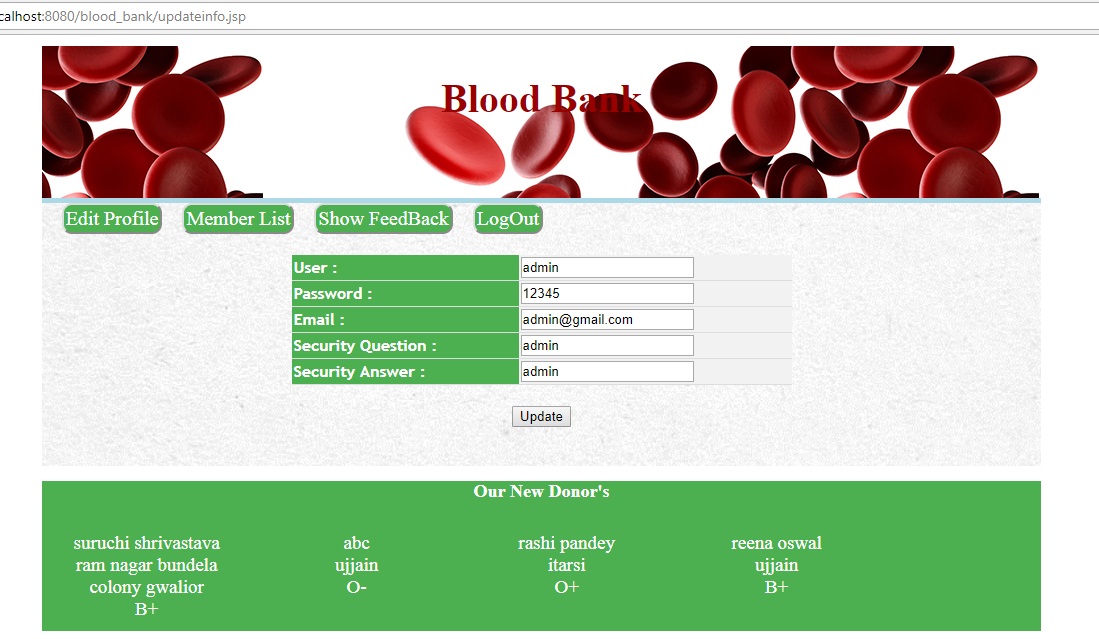 calhost:8080/blood_bank/updateinfo.jsp
Blood Bank
Edit Profile Member List Show FeedBack LogOut
User : admin
Password : 12345
Email : admin@gmail.com
Security Question : admin
Security Answer : admin
Update
Our New Donor's
suruchi shrivastava
ram nagar bundela
colony gwalior
B+
abc
ujjain
O-
rashi pandey
itarsi
O+
reena oswal
ujjain
B+